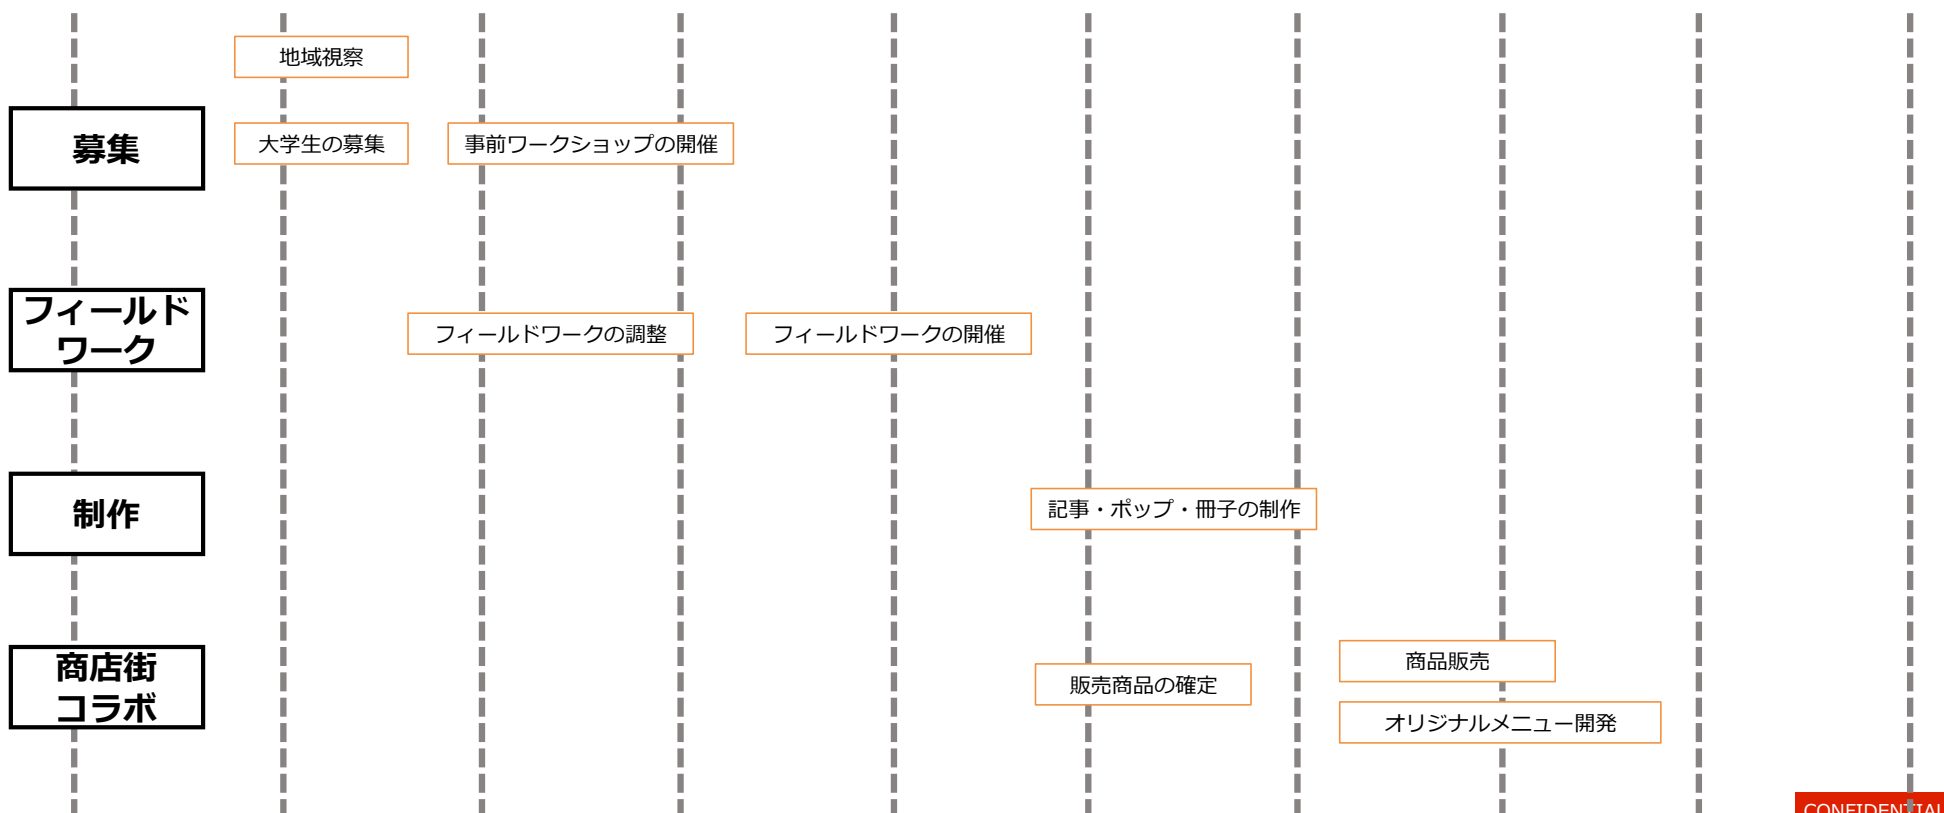 地域視察
募集
大学生の募集
事前ワークショップの開催
フィールド
ワーク
フィールドワークの調整
フィールドワークの開催
制作
記事・ポップ・冊子の制作
商店街
コラボ
販売商品の確定
商品販売
オリジナルメニュー開発
CONFIDENTIAL